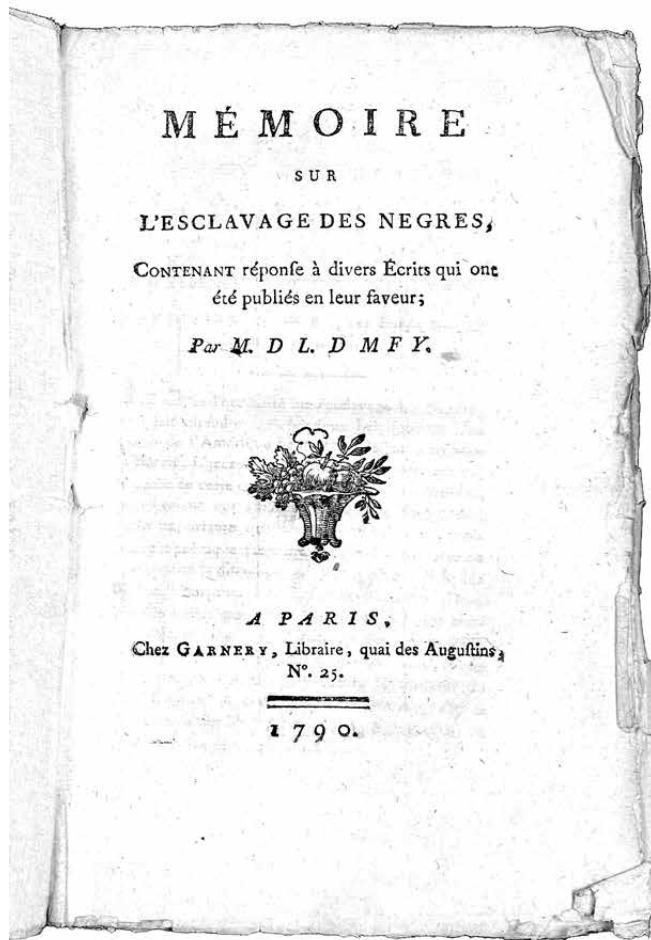 MÉMOIRE
SUR
L'ESCLAVAGE DES NEGRES,
CONTENANT réponſe à divers Écrits qui ont
été publiés en leur faveur;
Par M. D L. D M F Y.
A PARIS,
Chez GARNERY, Libraire, quai des Auguſtins,
N°. 25.
1790.